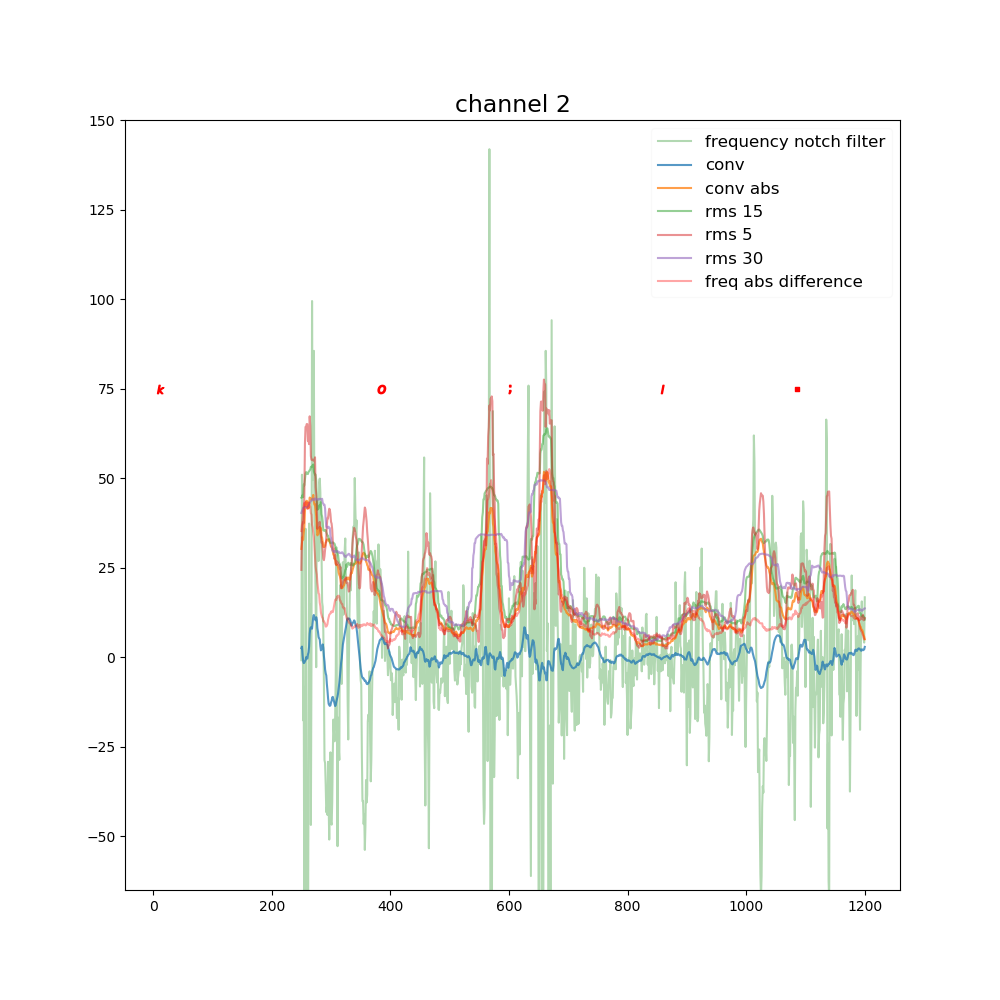 channel 2
150
frequency notch filter
conv
125
conv abs
rms 15
rms 5
rms 30
100
freq abs difference
75
k o ; l .
50
25
0
−25
−50
0 200 400 600 800 1000 1200